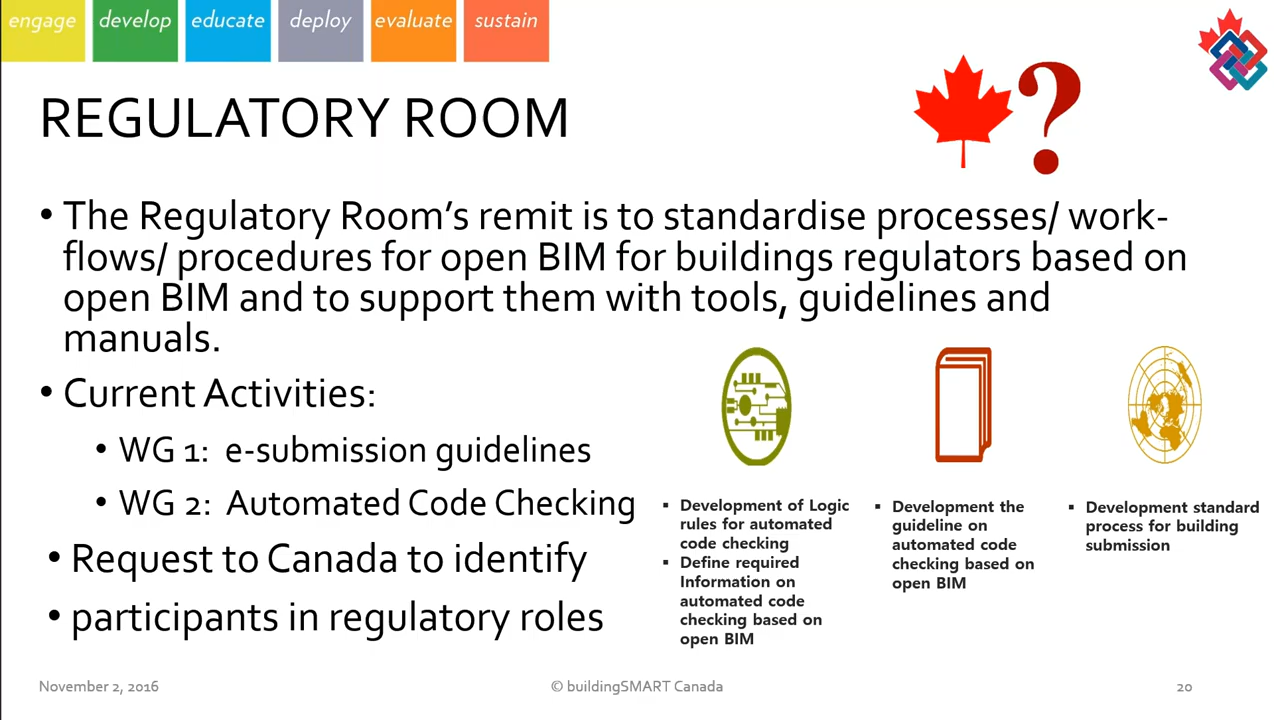 engage develop educate deploy evaluate sustain
REGULATORY ROOM
?
• The Regulatory Room’s remit is to standardise processes/ work-
flows/ procedures for open BIM for buildings regulators based on
open BIM and to support them with tools, guidelines and
manuals.
• Current Activities:
• WG 1: e-submission guidelines
• WG 2: Automated Code Checking
• Request to Canada to identify
• participants in regulatory roles
▪ Development of Logic
rules for automated
code checking
▪ Define required
Information on
automated code
checking based on
open BIM
▪ Development the
guideline on
automated code
checking based on
open BIM
▪ Development standard
process for building
submission
November 2, 2016
© buildingSMART Canada
20